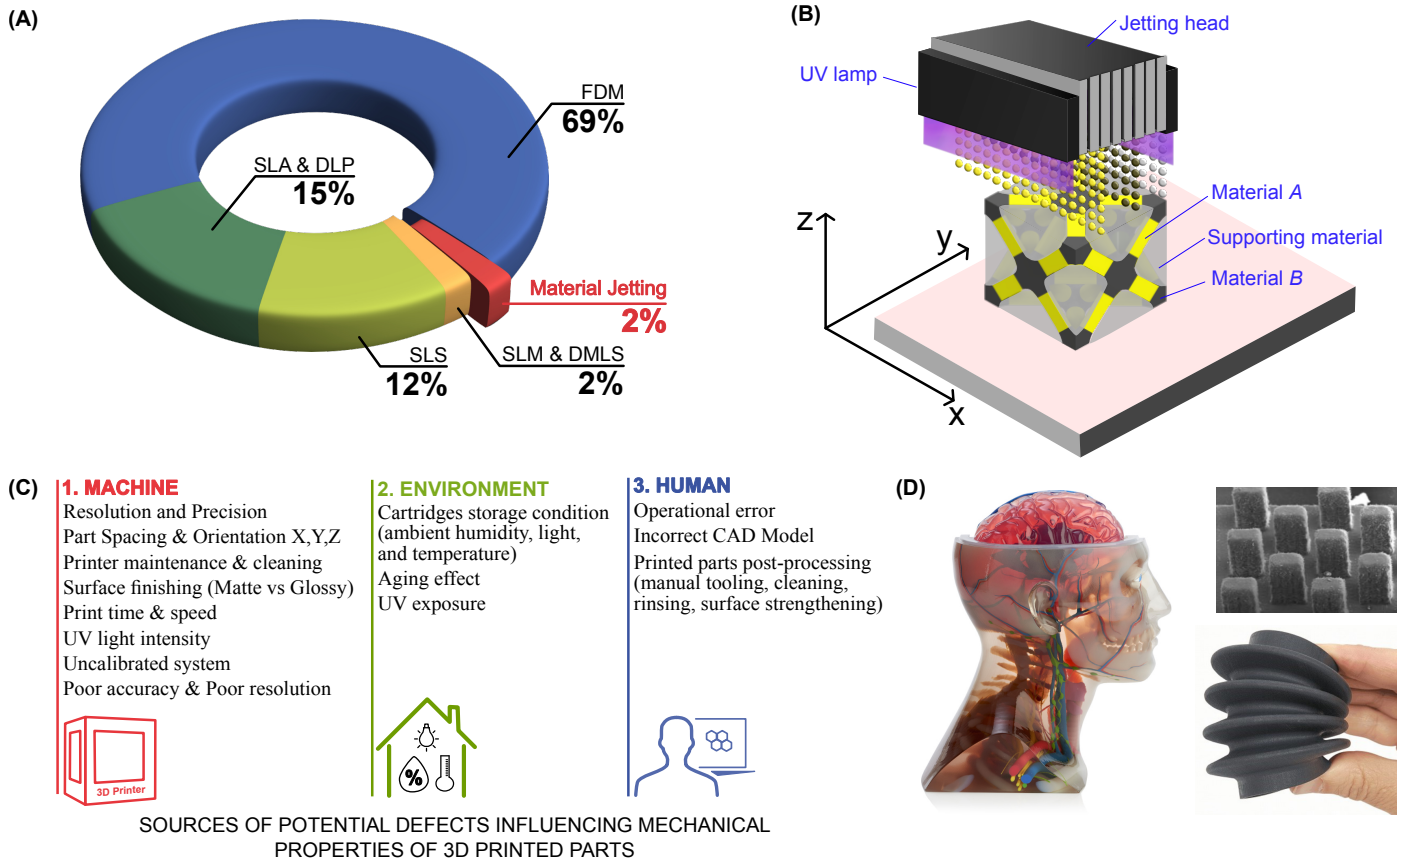 (A)
FDM
69%
SLA & DLP
15%
Material Jetting
2%
SLM & DMLS
2%
SLS
12%
(B)
Jetting head
UV lamp
Material A
Supporting material
Material B
z
y
x
(C)
1. MACHINE
Resolution and Precision
Part Spacing & Orientation X,Y,Z
Printer maintenance & cleaning
Surface finishing (Matte vs Glossy)
Print time & speed
UV light intensity
Uncalibrated system
Poor accuracy & Poor resolution
3D Printer
2. ENVIRONMENT
Cartridges storage condition
(ambient humidity, light,
and temperature)
Aging effect
UV exposure
%
3. HUMAN
Operational error
Incorrect CAD Model
Printed parts post-processing
(manual tooling, cleaning,
rinsing, surface strengthening)
SOURCES OF POTENTIAL DEFECTS INFLUENCING MECHANICAL
PROPERTIES OF 3D PRINTED PARTS
(D)